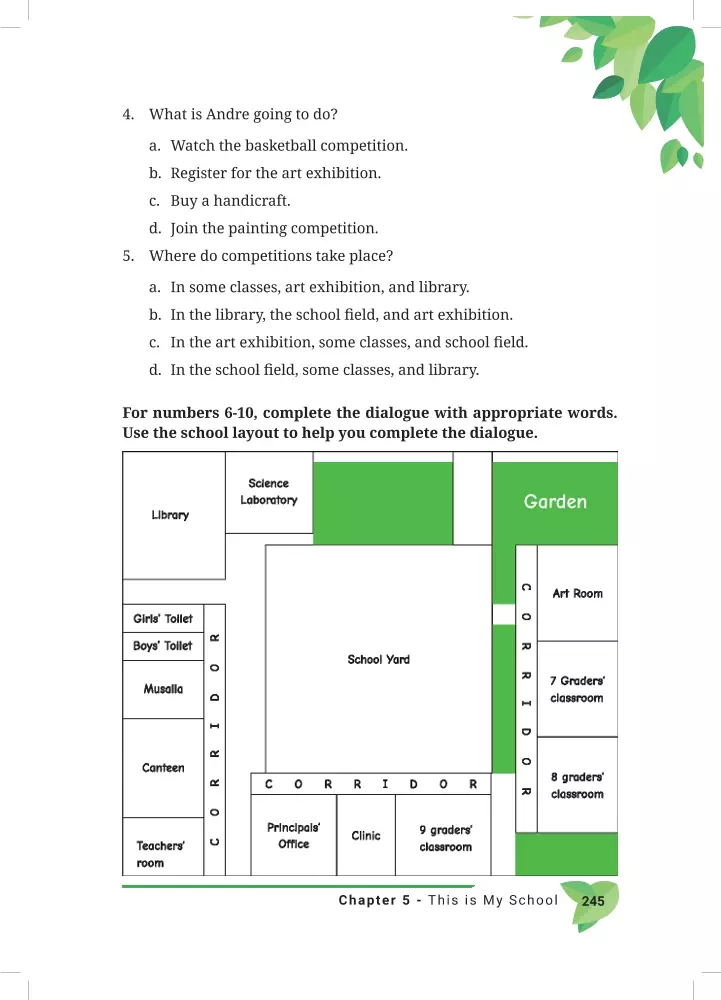 4. What is Andre going to do?
a. Watch the basketball competition.
b. Register for the art exhibition.
c. Buy a handicraft.
d. Join the painting competition.
5. Where do competitions take place?
a. In some classes, art exhibition, and library.
b. In the library, the school field, and art exhibition.
c. In the art exhibition, some classes, and school field.
d. In the school field, some classes, and library.
For numbers 6-10, complete the dialogue with appropriate words.
Use the school layout to help you complete the dialogue.
Library
Science
Laboratory
Garden
Girls' Toilet
Boys' Toilet
Musalla
Canteen
Teachers'
room
CORRIDOR
School Yard
CORRIDOR
Principals'
Office
Clinic
9 graders'
classroom
CORRIDOR
Art Room
7 Graders'
classroom
8 graders'
classroom
Chapter 5 - This is My School
245